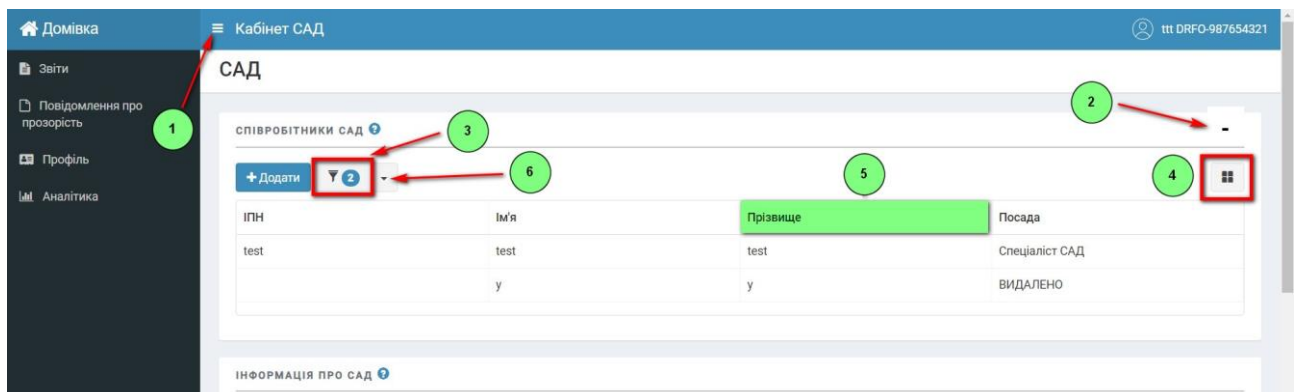 Домівка
Кабінет САД
ttt DRFO-987654321
Звіти
Повідомлення про
прозорість
Профіль
Аналітика
САД
1
2
СПІВРОБІТНИКИ САД ?
3
-
+ Додати
2
6
5
4
ІПН Ім'я Прізвище Посада
test test test Спеціаліст САД
у у ВИДАЛЕНО
ІНФОРМАЦІЯ ПРО САД ?